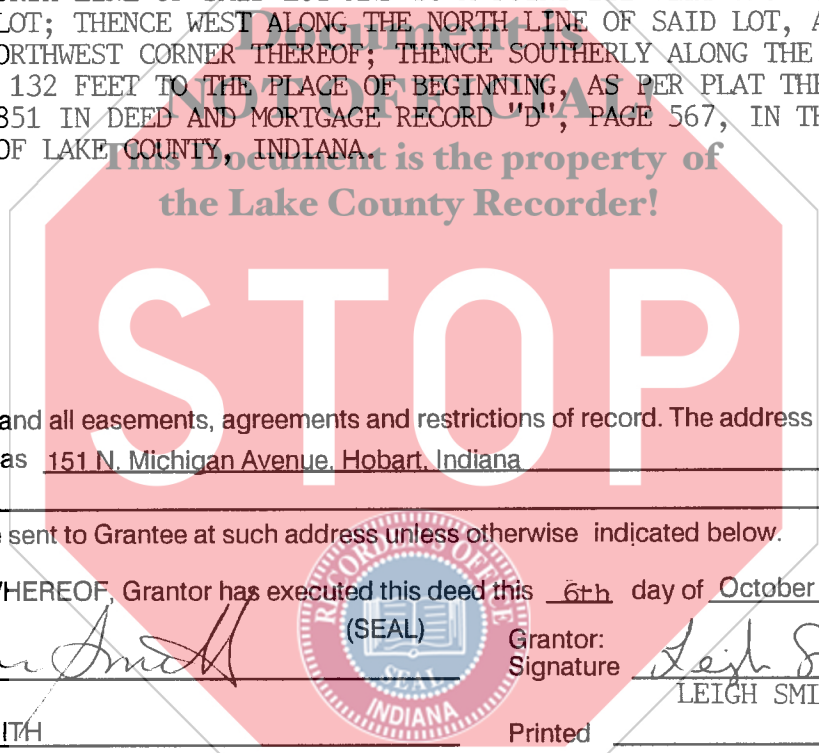 LOT; THENCE WEST ALONG THE NORTH LINE OF SAID LOT, A
ORTHWEST CORNER THEREOF; THENCE SOUTHERLY ALONG THE
132 FEET TO THE PLACE OF BEGINNING, AS PER PLAT THE
851 IN DEED AND MORTGAGE RECORD "D", PAGE 567, IN TH
OF LAKE COUNTY, INDIANA.
Document is
NOT OFFICIAL!
This Document is the property of
the Lake County Recorder!
STOP
and all easements, agreements and restrictions of record. The address
as 151 N. Michigan Avenue, Hobart, Indiana
e sent to Grantee at such address unless otherwise indicated below.
WHEREOF, Grantor has executed this deed this 6th day of October
(SEAL)
Grantor:
Signature Leigh S
LEIGH SMI
ITH
Printed
Smith
RECORDER'S OFFICE
SEAL
INDIANA